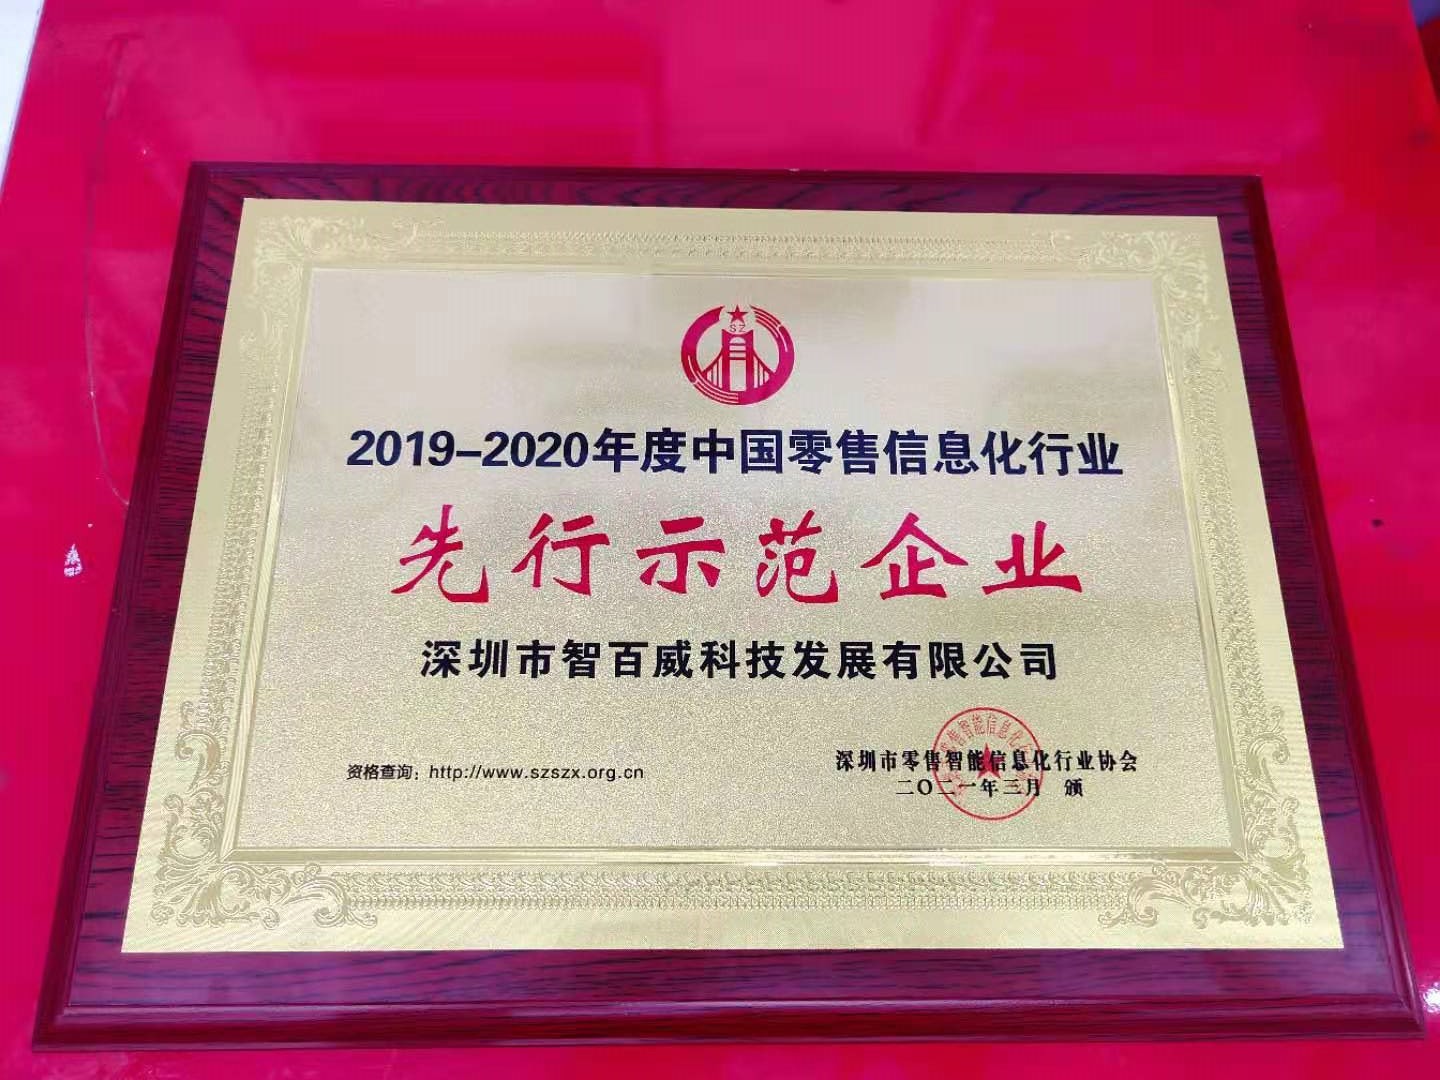 SZ
2019-2020年度中国零售信息化行业
先行示范企业
深圳市智百威科技发展有限公司
资格查询：http://www.szszx.org.cn
深圳市零售智能信息化行业协会
二〇二一年三月 颁